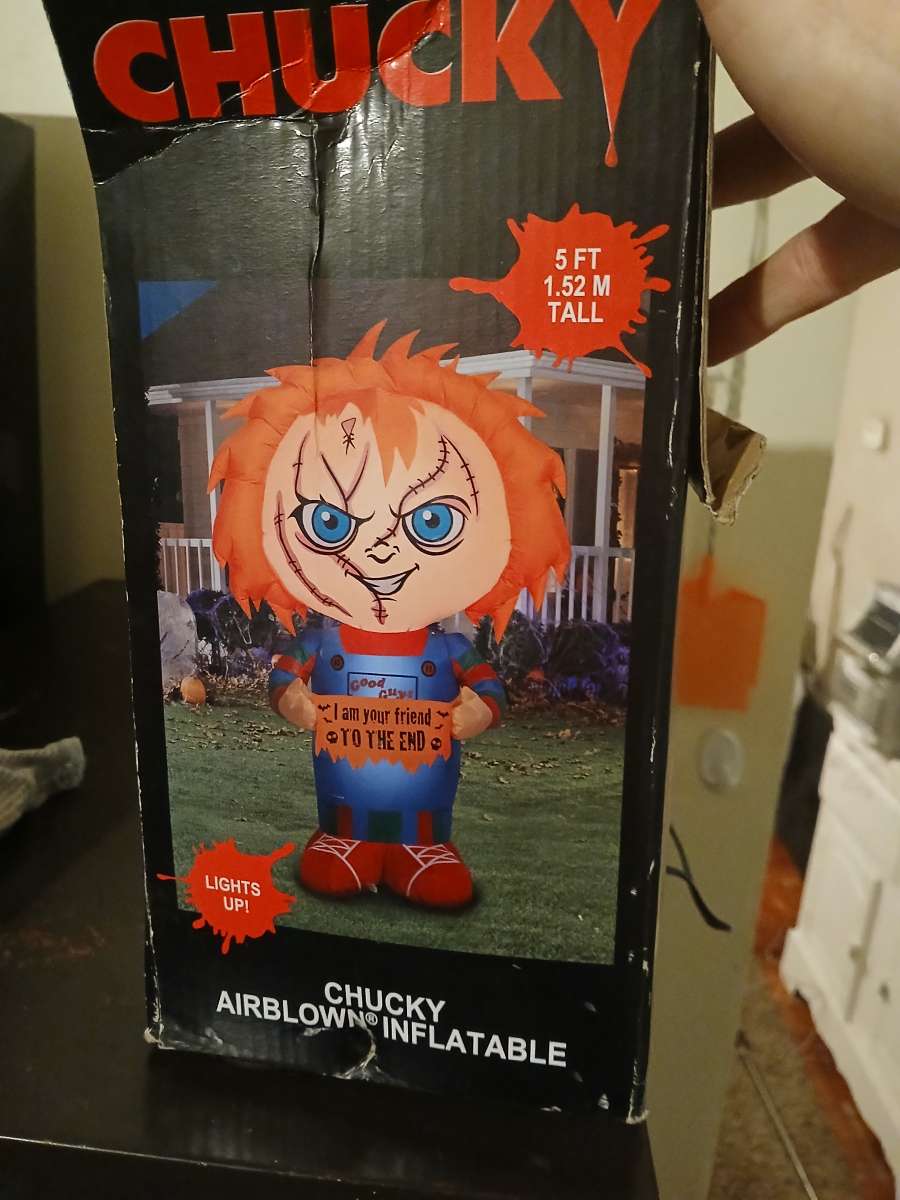 CHUCKY
5 FT
1.52 M
TALL
Good
Guys
I am your friend
TO THE END
LIGHTS
UP!
CHUCKY
AIRBLOWN® INFLATABLE